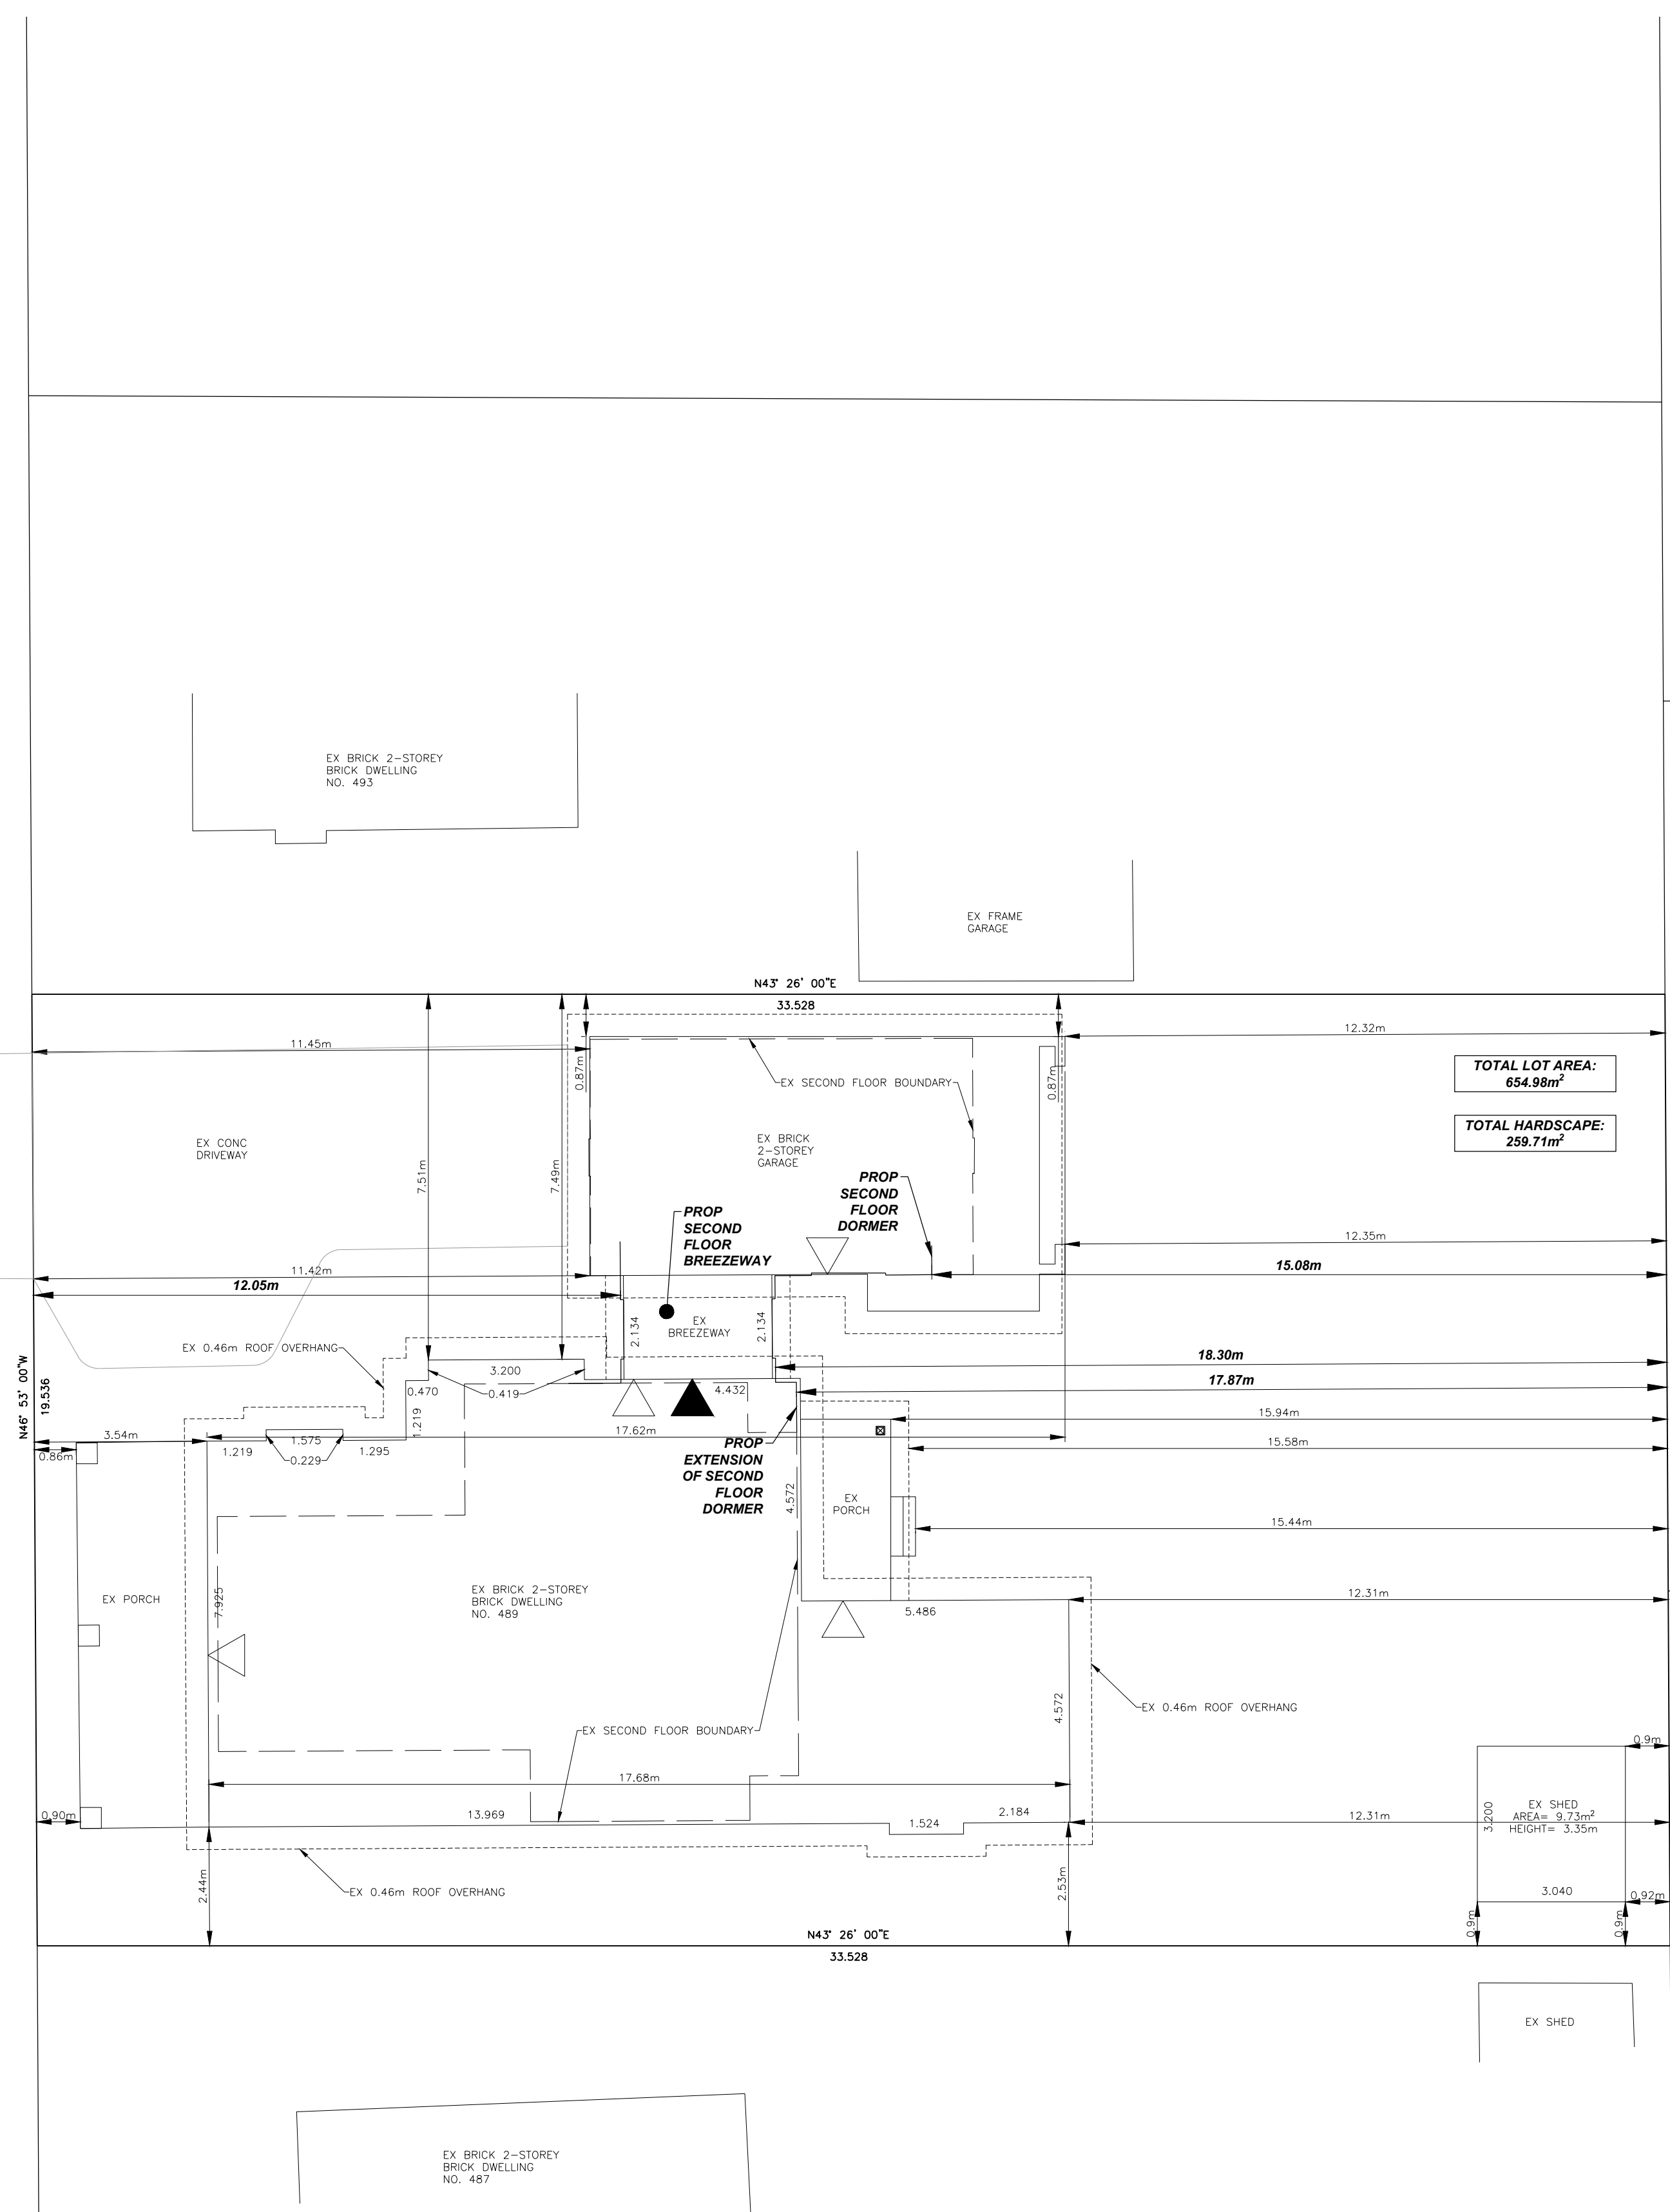 EX BRICK 2-STOREY
BRICK DWELLING
NO. 493
EX FRAME
GARAGE
N43° 26' 00"E
33.528
12.32m
11.45m
0.87m
0.87m
TOTAL LOT AREA:
654.98m²
EX SECOND FLOOR BOUNDARY
TOTAL HARDSCAPE:
259.71m²
EX CONC
DRIVEWAY
EX BRICK
2-STOREY
GARAGE
7.51m
7.49m
PROP
SECOND
FLOOR
DORMER
PROP
SECOND
FLOOR
BREEZEWAY
12.35m
11.42m
15.08m
12.05m
EX
BREEZEWAY
2.134
2.134
EX 0.46m ROOF OVERHANG
18.30m
3.200
17.87m
0.470
0.419
4.432
N46° 53' 00"W
19.536
1.219
15.94m
3.54m
1.575
17.62m
15.58m
0.86m
1.219
0.229
1.295
PROP
EXTENSION
OF SECOND
FLOOR
DORMER
4.572
EX
PORCH
15.44m
EX PORCH
7.925
EX BRICK 2-STOREY
BRICK DWELLING
NO. 489
12.31m
5.486
4.572
EX 0.46m ROOF OVERHANG
EX SECOND FLOOR BOUNDARY
0.9m
17.68m
0.90m
13.969
1.524
2.184
12.31m
3.200
EX SHED
AREA= 9.73m²
HEIGHT= 3.35m
2.44m
EX 0.46m ROOF OVERHANG
2.53m
3.040
0.92m
0.9m
0.9m
N43° 26' 00"E
33.528
EX SHED
EX BRICK 2-STOREY
BRICK DWELLING
NO. 487